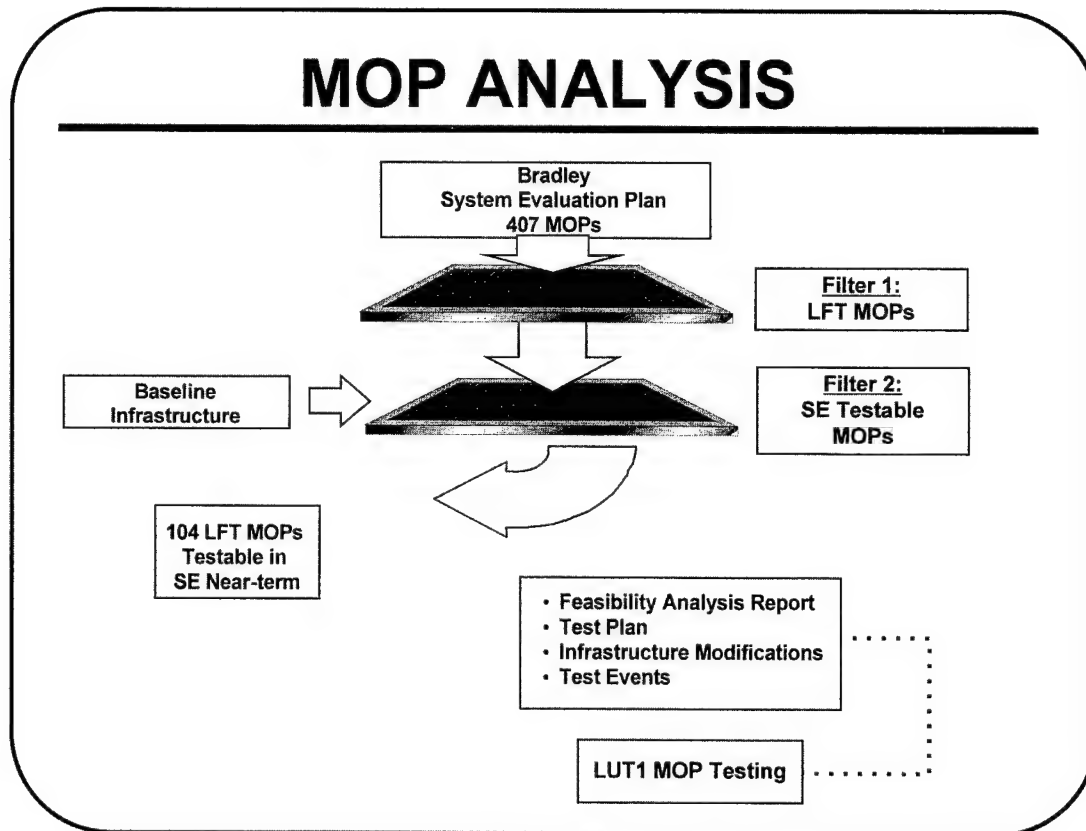 MOP ANALYSIS
Bradley
System Evaluation Plan
407 MOPs
Filter 1:
LFT MOPs
Baseline
Infrastructure
Filter 2:
SE Testable
MOPs
104 LFT MOPs
Testable in
SE Near-term
• Feasibility Analysis Report
• Test Plan
• Infrastructure Modifications
• Test Events
LUT1 MOP Testing